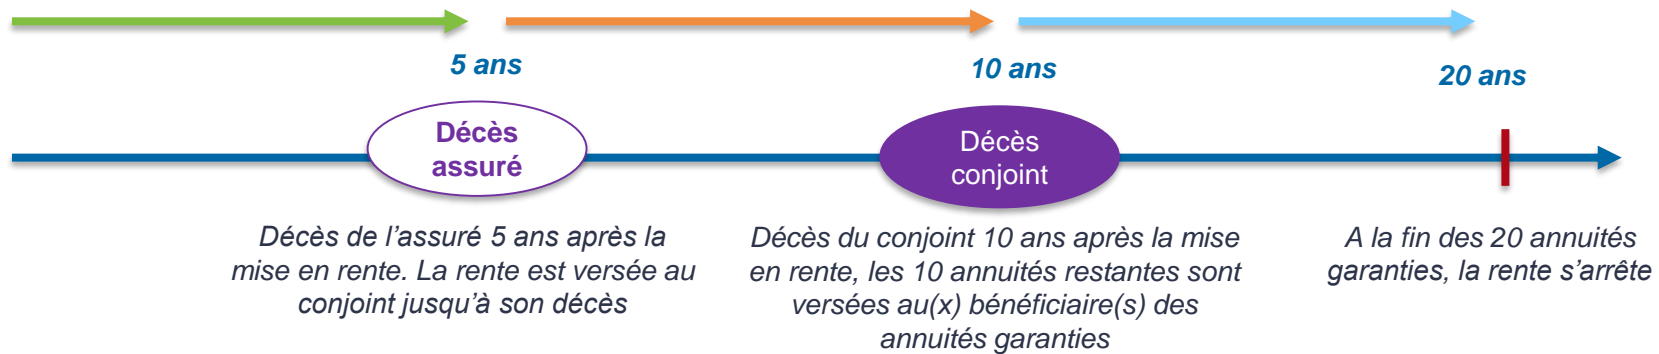 5 ans
10 ans
20 ans
Décès
assuré
Décès
conjoint
Décès de l’assuré 5 ans après la
mise en rente. La rente est versée au
conjoint jusqu’à son décès
Décès du conjoint 10 ans après la mise
en rente, les 10 annuités restantes sont
versées au(x) bénéficiaire(s) des
annuités garanties
A la fin des 20 annuités
garanties, la rente s’arrête